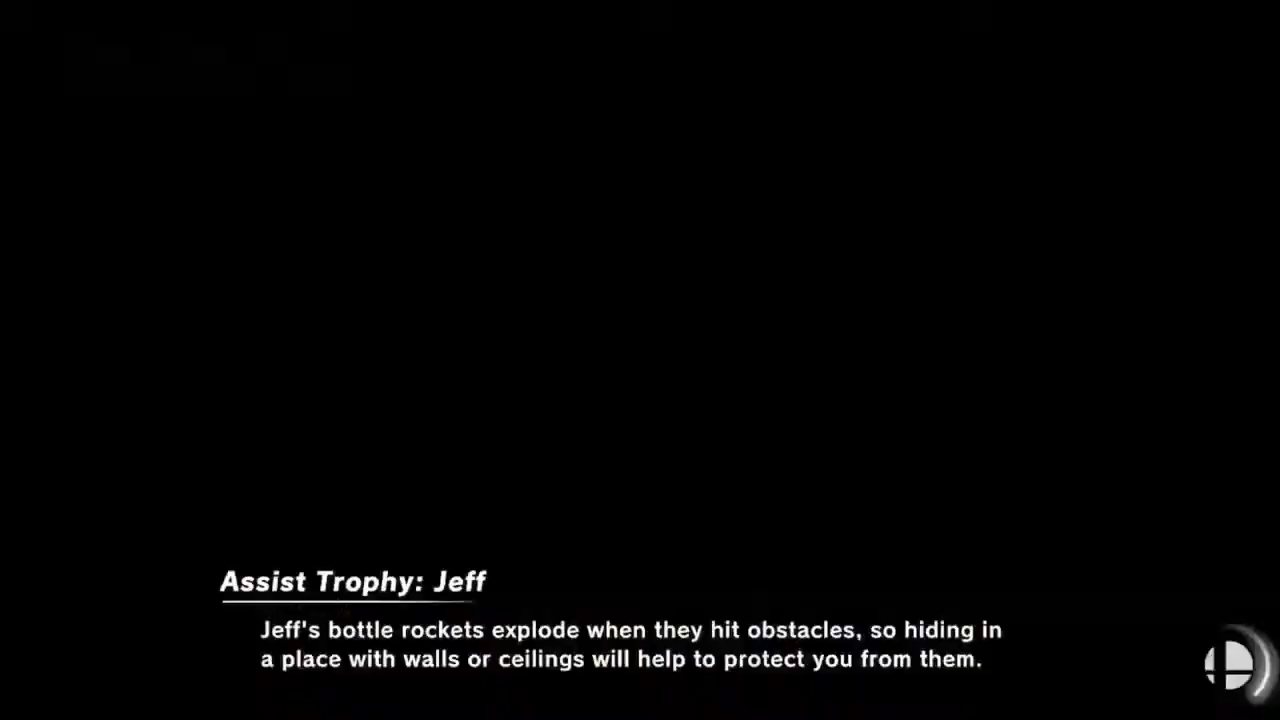 Assist Trophy: Jeff
Jeff's bottle rockets explode when they hit obstacles, so hiding in
a place with walls or ceilings will help to protect you from them.